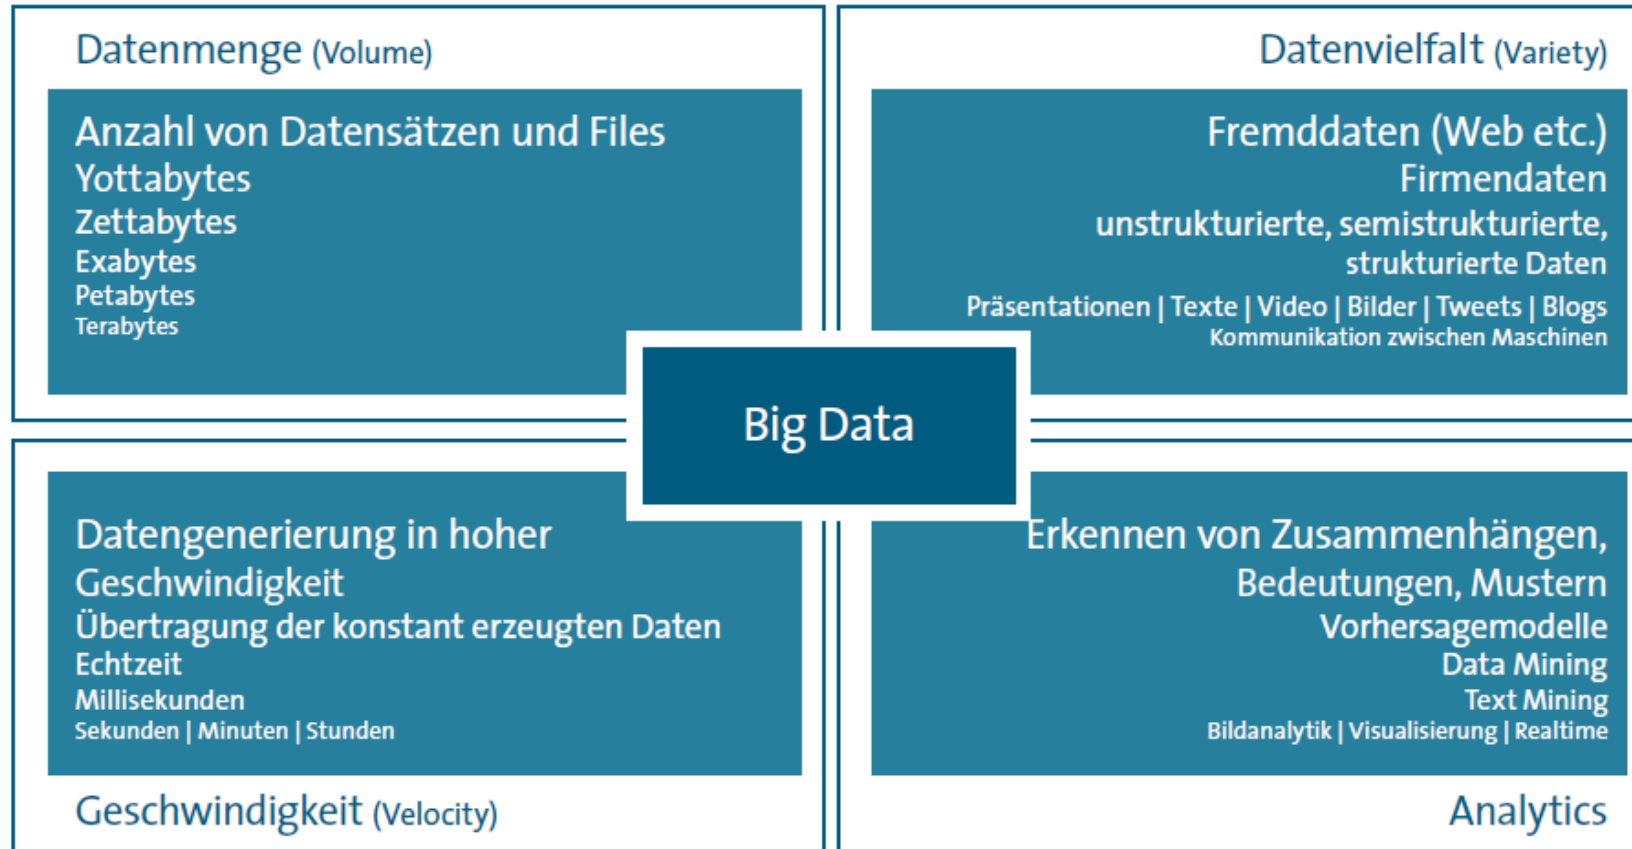 Datenmenge (Volume)
Anzahl von Datensätzen und Files
Yottabytes
Zettabytes
Exabytes
Petabytes
Terabytes
Datenvielfalt (Variety)
Fremddaten (Web etc.)
Firmendaten
unstrukturierte, semistrukturierte,
strukturierte Daten
Präsentationen | Texte | Video | Bilder | Tweets | Blogs
Kommunikation zwischen Maschinen
Big Data
Datengenerierung in hoher
Geschwindigkeit
Übertragung der konstant erzeugten Daten
Echtzeit
Millisekunden
Sekunden | Minuten | Stunden
Geschwindigkeit (Velocity)
Erkennen von Zusammenhängen,
Bedeutungen, Mustern
Vorhersagemodelle
Data Mining
Text Mining
Bildanalytik | Visualisierung | Realtime
Analytics